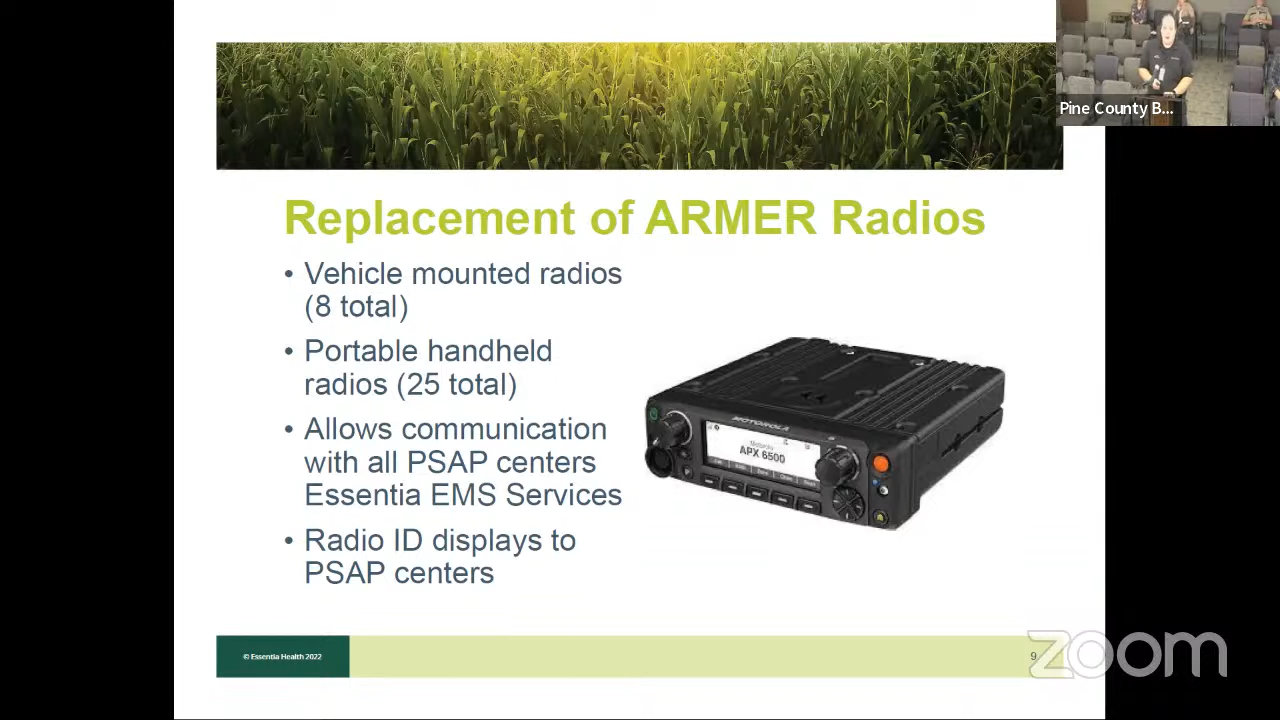 Pine County B...
Replacement of ARMER Radios
• Vehicle mounted radios
(8 total)
• Portable handheld
radios (25 total)
• Allows communication
with all PSAP centers
Essentia EMS Services
• Radio ID displays to
PSAP centers
MOTOROLA
Motorola
APX 6500
© Essentia Health 2022
9
zoom